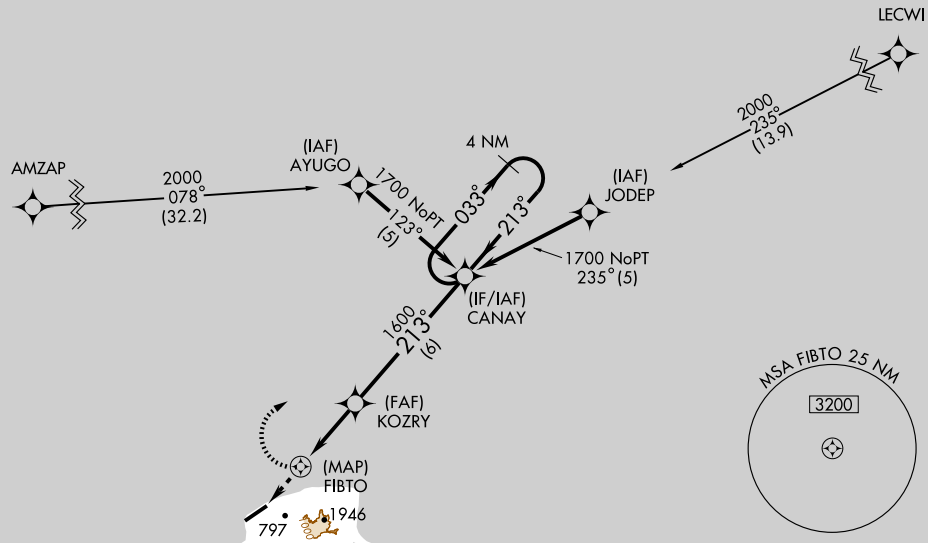 LECWI
2000
235°
(13.9)
4 NM
(IAF)
AYUGO
AMZAP
2000
078°
(32.2)
1700 NoPT
123°
(5)
033°
213°
(IAF)
JODEP
1700 NoPT
235° (5)
(IF/IAF)
CANAY
1600
213°
(6)
(FAF)
KOZRY
(MAP)
FIBTO
797
1946
MSA FIBTO 25 NM
3200